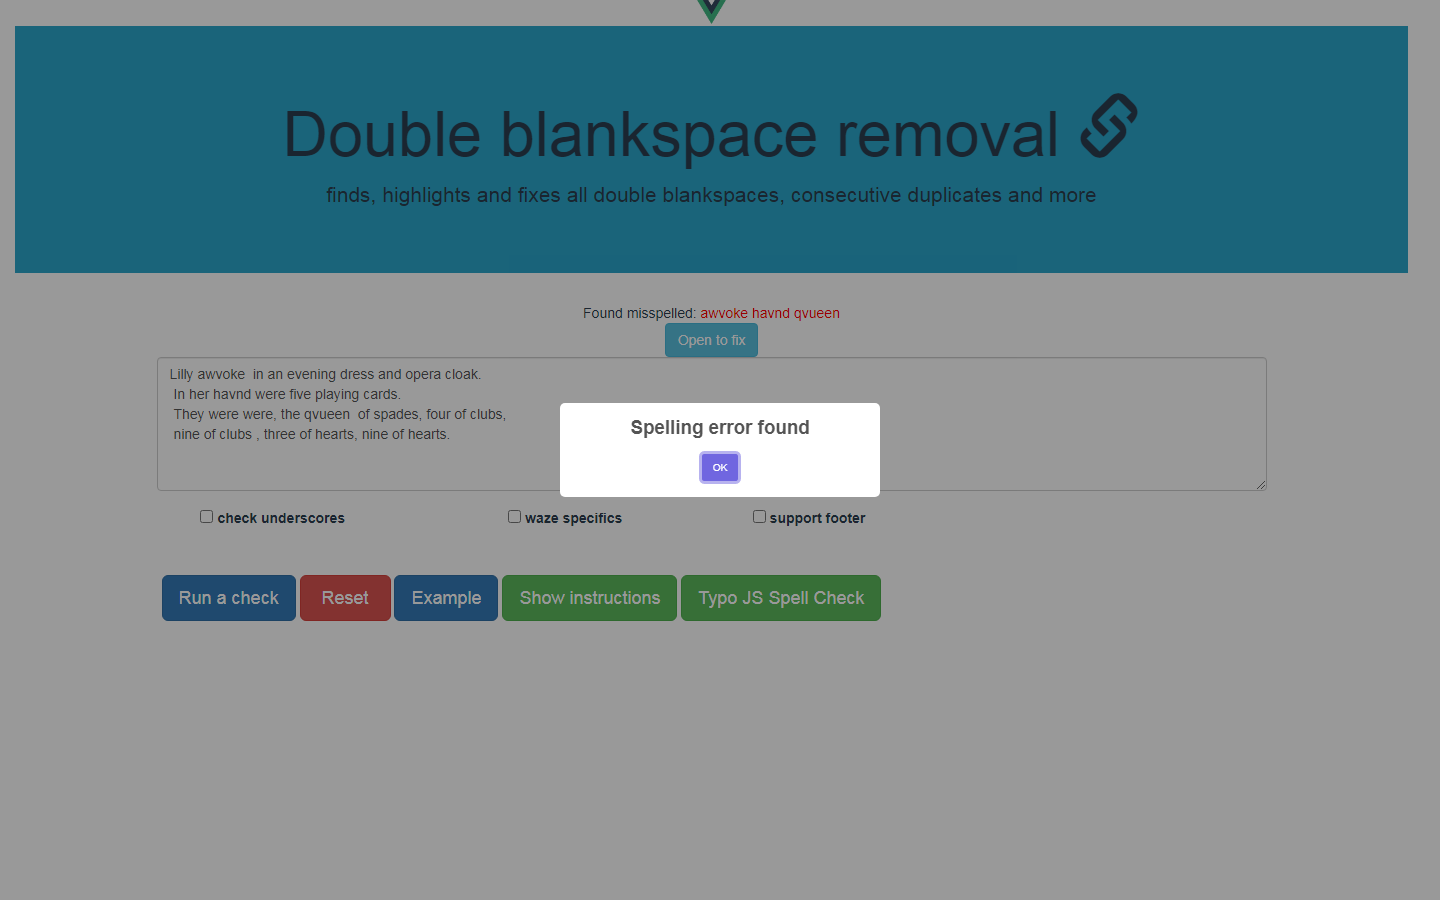 Double blankspace removal
finds, highlights and fixes all double blankspaces, consecutive duplicates and more
Found misspelled: awvoke havnd qvueen
Open to fix
Lilly awvoke  in an evening dress and opera cloak.
 In her havnd were five playing cards.
 They were were, the qvueen  of spades, four of clubs,
 nine of clubs , three of hearts, nine of hearts.
Spelling error found
OK
check underscores
waze specifics
support footer
Run a check
Reset
Example
Show instructions
Typo JS Spell Check